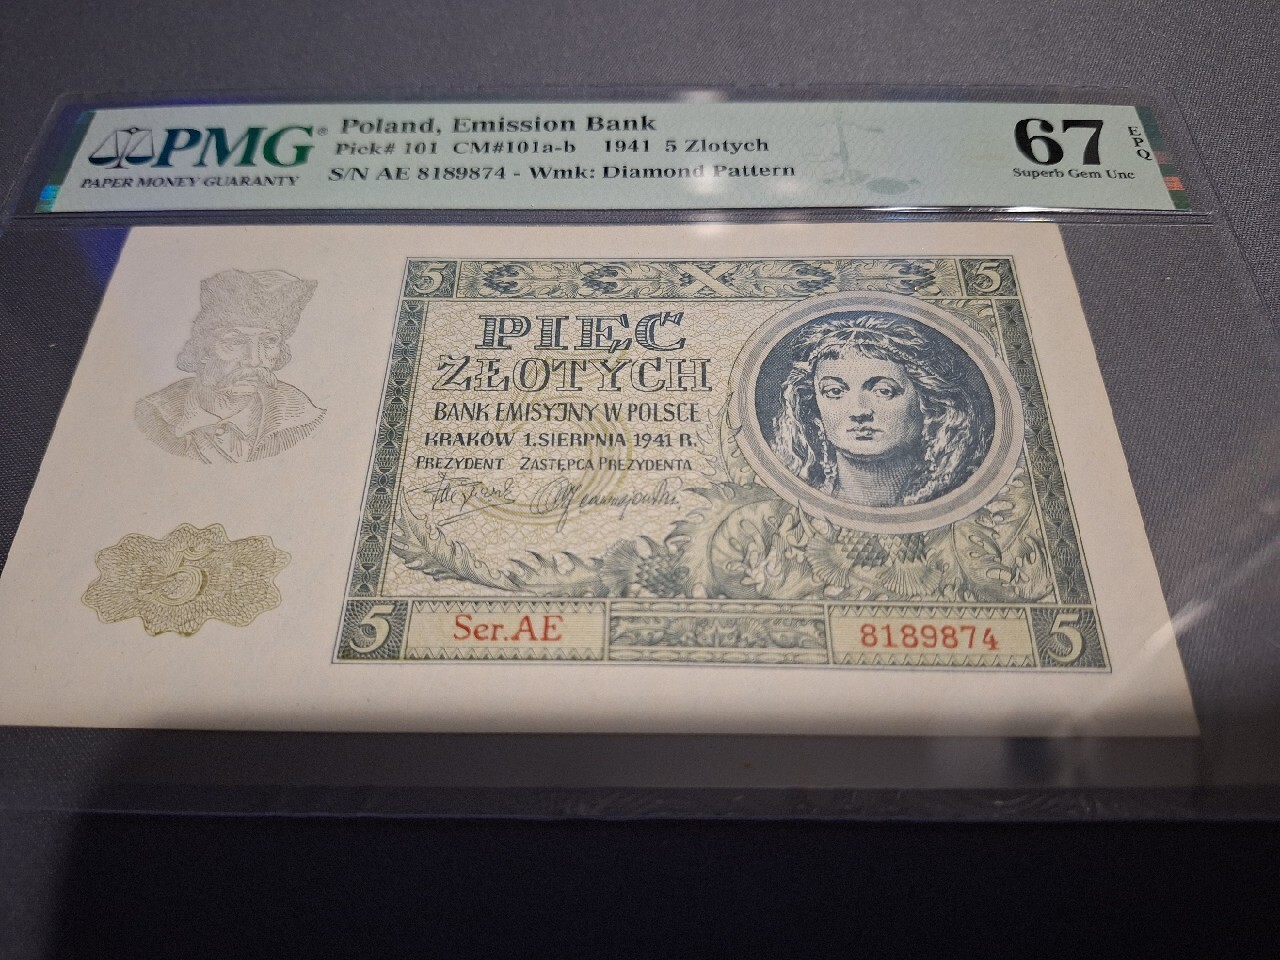 PMG®
PAPER MONEY GUARANTY
Poland, Emission Bank
Pick# 101 CM#101a-b 1941 5 Zlotych
S/N AE 8189874 - Wmk: Diamond Pattern
67
EPQ
Superb Gem Unc
5
5
PIĘĆ
ZŁOTYCH
BANK EMISYJNY W POLSCE
KRAKÓW 1.SIERPNIA 1941 R.
PREZYDENT ZASTĘPCA PREZYDENTA
5
5
Ser.AE
8189874
5